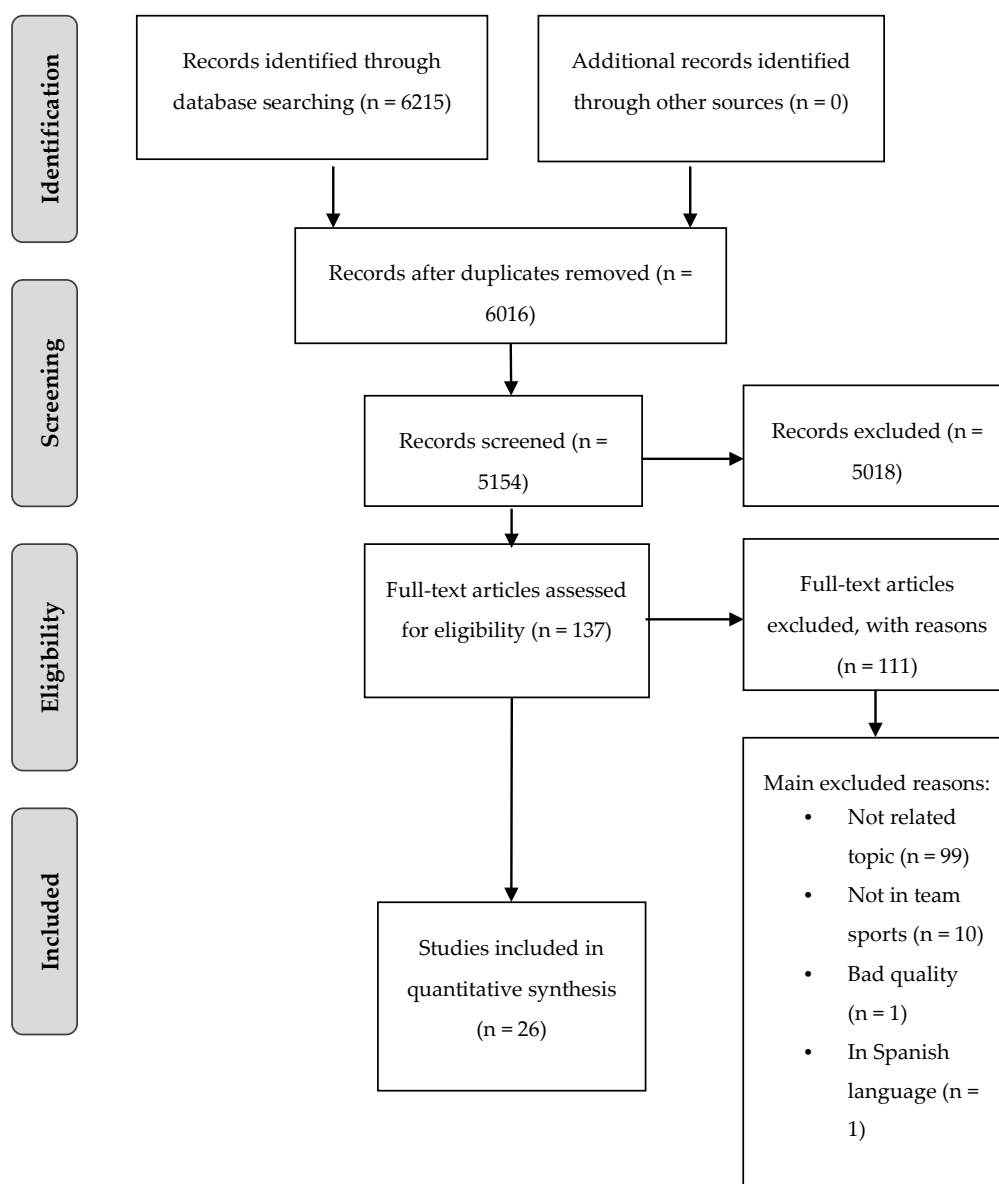 Identification
Records identified through
database searching (n = 6215)
Additional records identified
through other sources (n = 0)
Records after duplicates removed (n =
6016)
Screening
Records screened (n =
5154)
Records excluded (n =
5018)
Eligibility
Full-text articles assessed
for eligibility (n = 137)
Full-text articles
excluded, with reasons
(n = 111)
Main excluded reasons:
• Not related
topic (n = 99)
• Not in team
sports (n = 10)
• Bad quality
(n = 1)
• In Spanish
language (n =
1)
Included
Studies included in
quantitative synthesis
(n = 26)